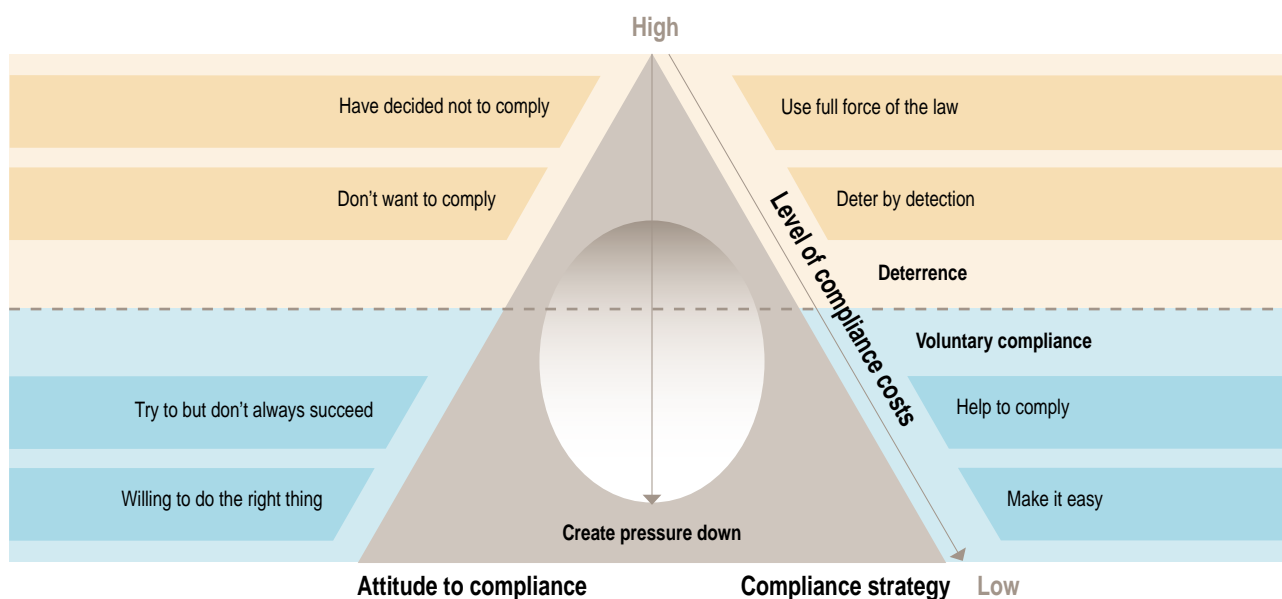 High
Have decided not to comply
Use full force of the law
Don't want to comply
Deter by detection
Level of compliance costs
Deterrence
Voluntary compliance
Try to but don't always succeed
Help to comply
Willing to do the right thing
Make it easy
Create pressure down
Attitude to compliance
Compliance strategy
Low